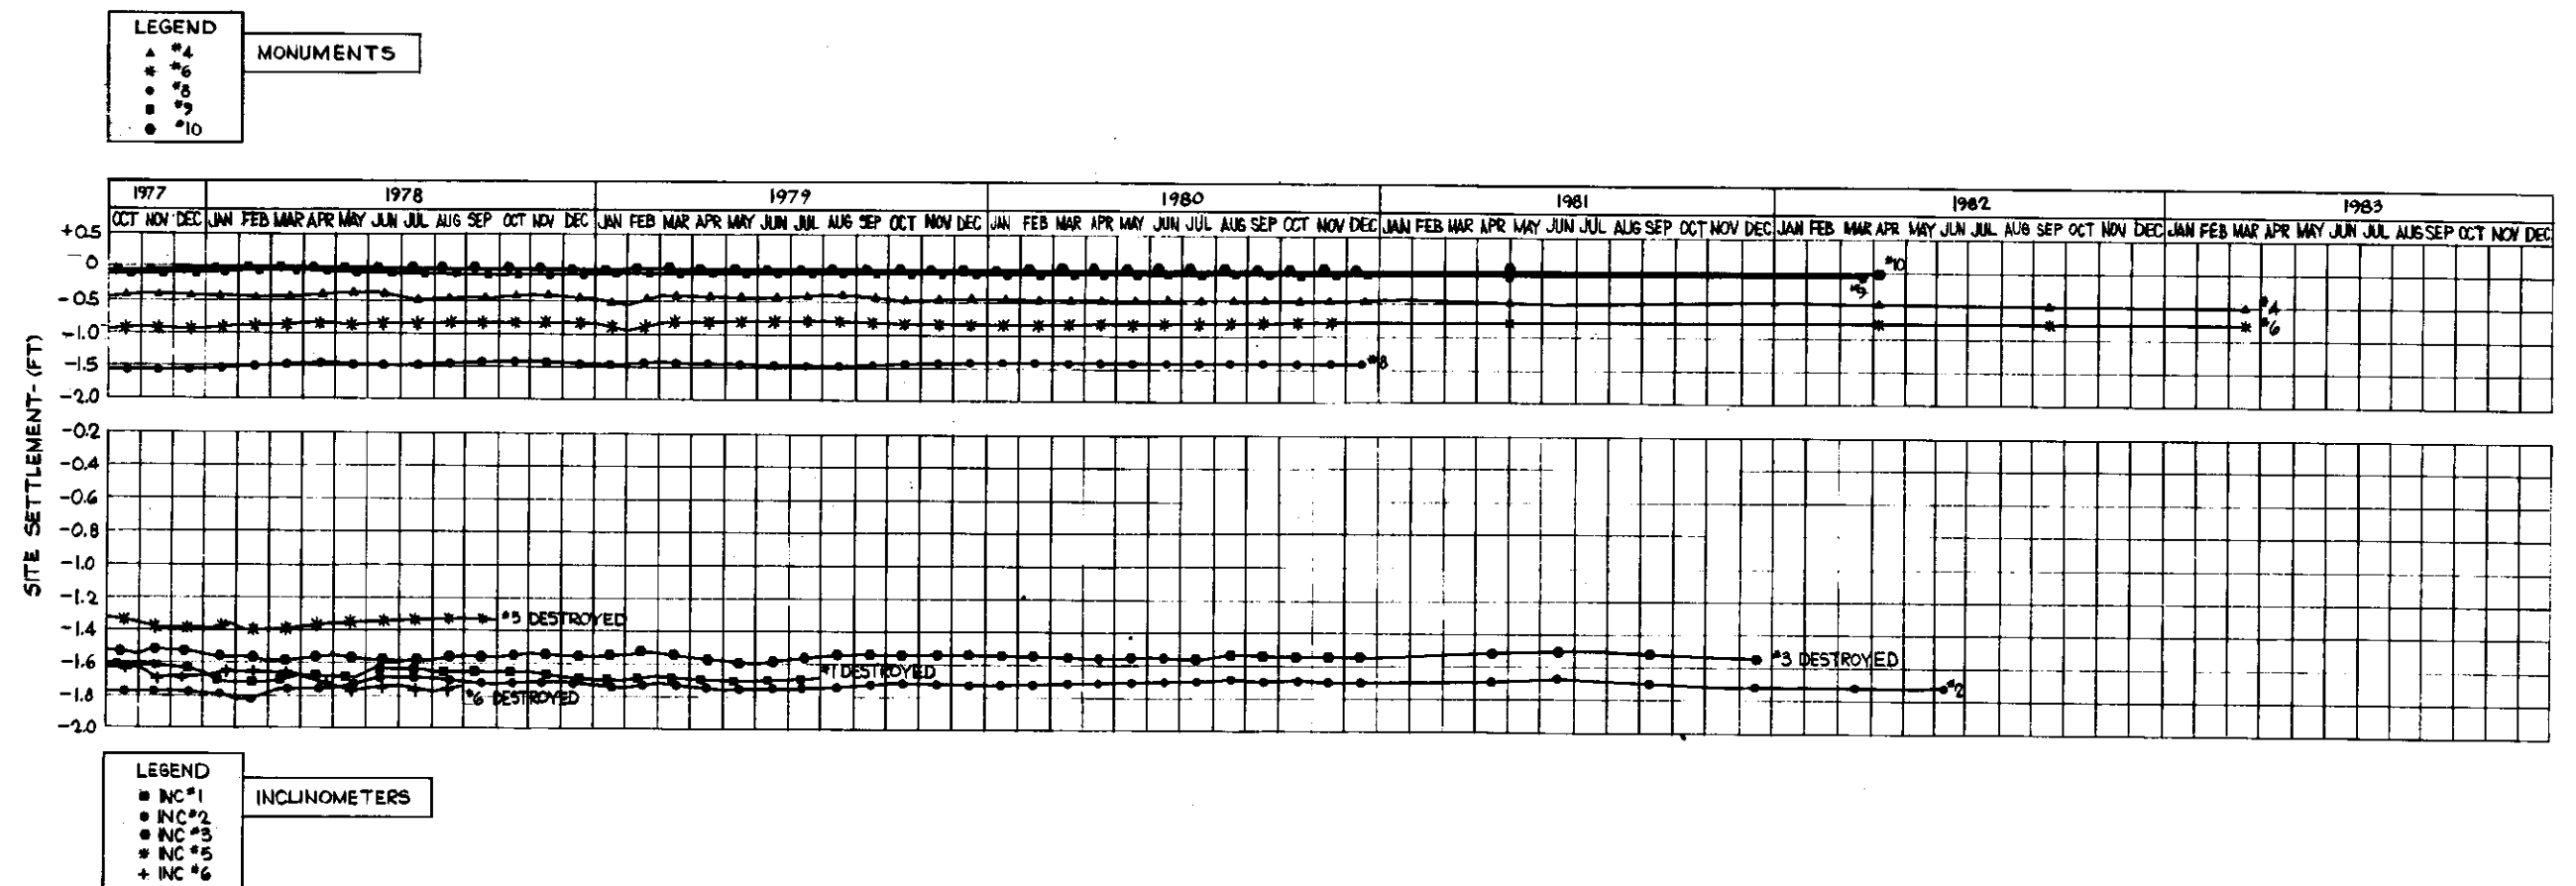 LEGEND
▲ #4
* #6
● #8
■ #9
● #10
MONUMENTS
1977 1978 1979 1980 1981 1982 1983
OCT NOV DEC JAN FEB MAR APR MAY JUN JUL AUG SEP OCT NOV DEC JAN FEB MAR APR MAY JUN JUL AUG SEP OCT NOV DEC JAN FEB MAR APR MAY JUN JUL AUG SEP OCT NOV DEC JAN FEB MAR APR MAY JUN JUL AUG SEP OCT NOV DEC JAN FEB MAR APR MAY JUN JUL AUG SEP OCT NOV DEC JAN FEB MAR APR MAY JUN JUL AUG SEP OCT NOV DEC
SITE SETTLEMENT- (FT)
+0.5
0
-0.5
-1.0
-1.5
-2.0
#10
#9
#4
#6
#8
-0.2
-0.4
-0.6
-0.8
-1.0
-1.2
-1.4
-1.6
-1.8
-2.0
#5 DESTROYED
#3 DESTROYED
#1 DESTROYED
#6 DESTROYED
#2
LEGEND
■ INC #1
● INC #2
● INC #3
* INC #5
+ INC #6
INCLINOMETERS